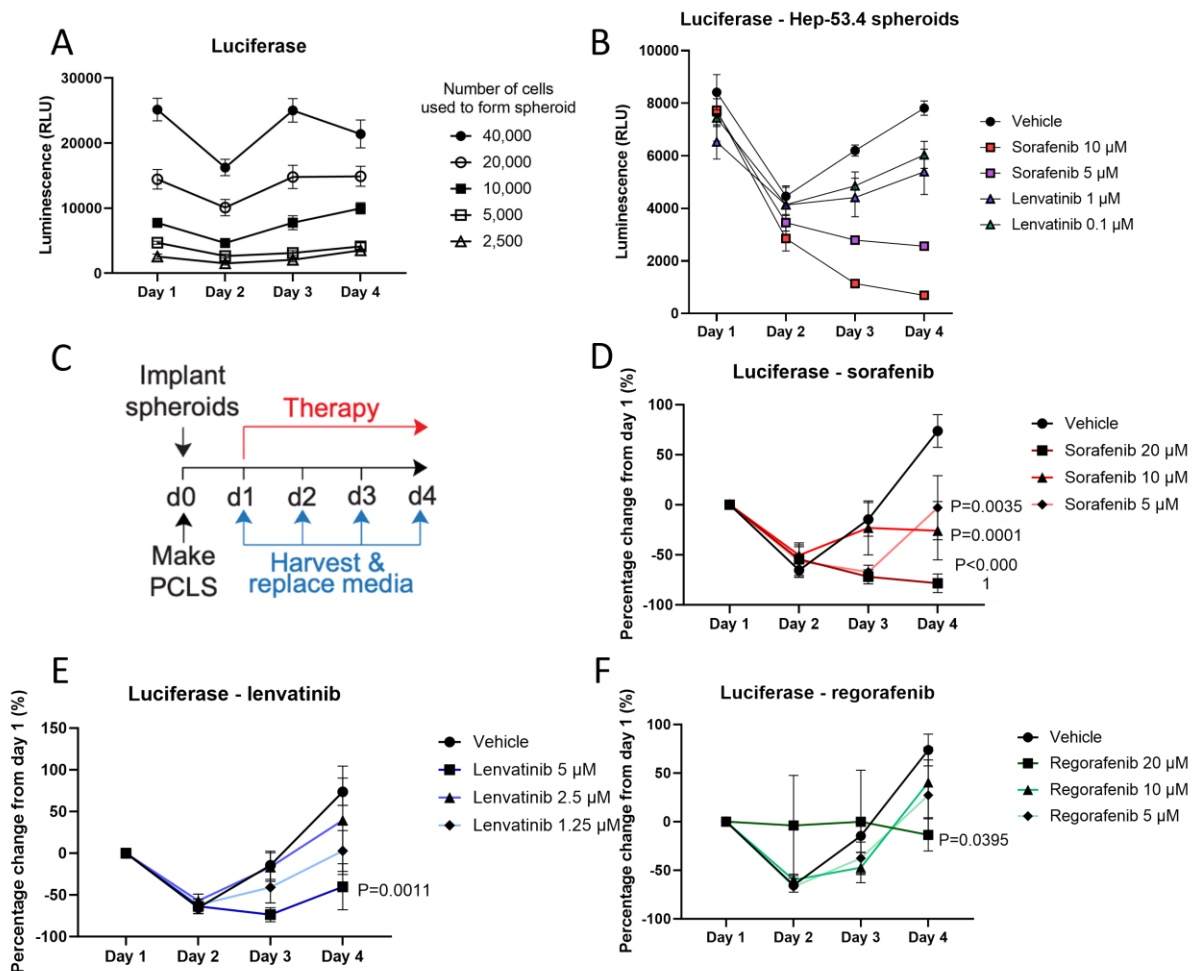 A
Luciferase
Luminescence (RLU)
30000
20000
10000
0
Day 1 Day 2 Day 3 Day 4
Number of cells
used to form spheroid
40,000
20,000
10,000
5,000
2,500
B
Luciferase - Hep-53.4 spheroids
Luminescence (RLU)
10000
8000
6000
4000
2000
0
Day 1 Day 2 Day 3 Day 4
Vehicle
Sorafenib 10 µM
Sorafenib 5 µM
Lenvatinib 1 µM
Lenvatinib 0.1 µM
C
Implant
spheroids
Therapy
d0 d1 d2 d3 d4
Make
PCLS
Harvest &
replace media
D
Luciferase - sorafenib
Percentage change from day 1 (%)
100
50
0
-50
-100
Day 1 Day 2 Day 3 Day 4
Vehicle
Sorafenib 20 µM
Sorafenib 10 µM
Sorafenib 5 µM
P=0.0035
P=0.0001
P<0.000
1
E
Luciferase - lenvatinib
Percentage change from day 1 (%)
150
100
50
0
-50
-100
Day 1 Day 2 Day 3 Day 4
Vehicle
Lenvatinib 5 µM
Lenvatinib 2.5 µM
Lenvatinib 1.25 µM
P=0.0011
F
Luciferase - regorafenib
Percentage change from day 1 (%)
100
50
0
-50
-100
Day 1 Day 2 Day 3 Day 4
Vehicle
Regorafenib 20 µM
Regorafenib 10 µM
Regorafenib 5 µM
P=0.0395